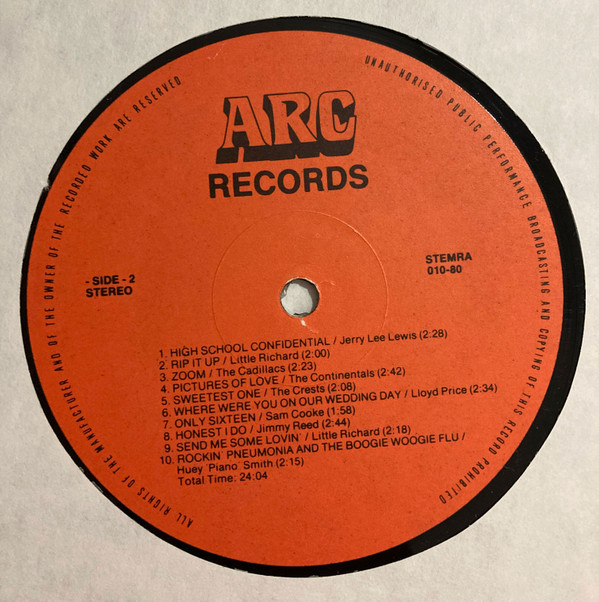 ARC
RECORDS
- SIDE - 2
STEREO
STEMRA
010-80
1. HIGH SCHOOL CONFIDENTIAL / Jerry Lee Lewis (2:28)
2. RIP IT UP / Little Richard (2:00)
3. ZOOM / The Cadillacs (2:23)
4. PICTURES OF LOVE / The Continentals (2:42)
5. SWEETEST ONE / The Crests (2:08)
6. WHERE WERE YOU ON OUR WEDDING DAY / Lloyd Price (2:34)
7. ONLY SIXTEEN / Sam Cooke (1:58)
8. HONEST I DO / Jimmy Reed (2:44)
9. SEND ME SOME LOVIN' / Little Richard (2:18)
10. ROCKIN' PNEUMONIA AND THE BOOGIE WOOGIE FLU /
Huey 'Piano' Smith (2:15)
Total Time: 24:04
ALL RIGHTS OF THE MANUFACTURER AND OF THE OWNER OF THE RECORDED WORK ARE RESERVED
UNAUTHORISED PUBLIC PERFORMANCE BROADCASTING AND COPYING OF THIS RECORD PROHIBITED